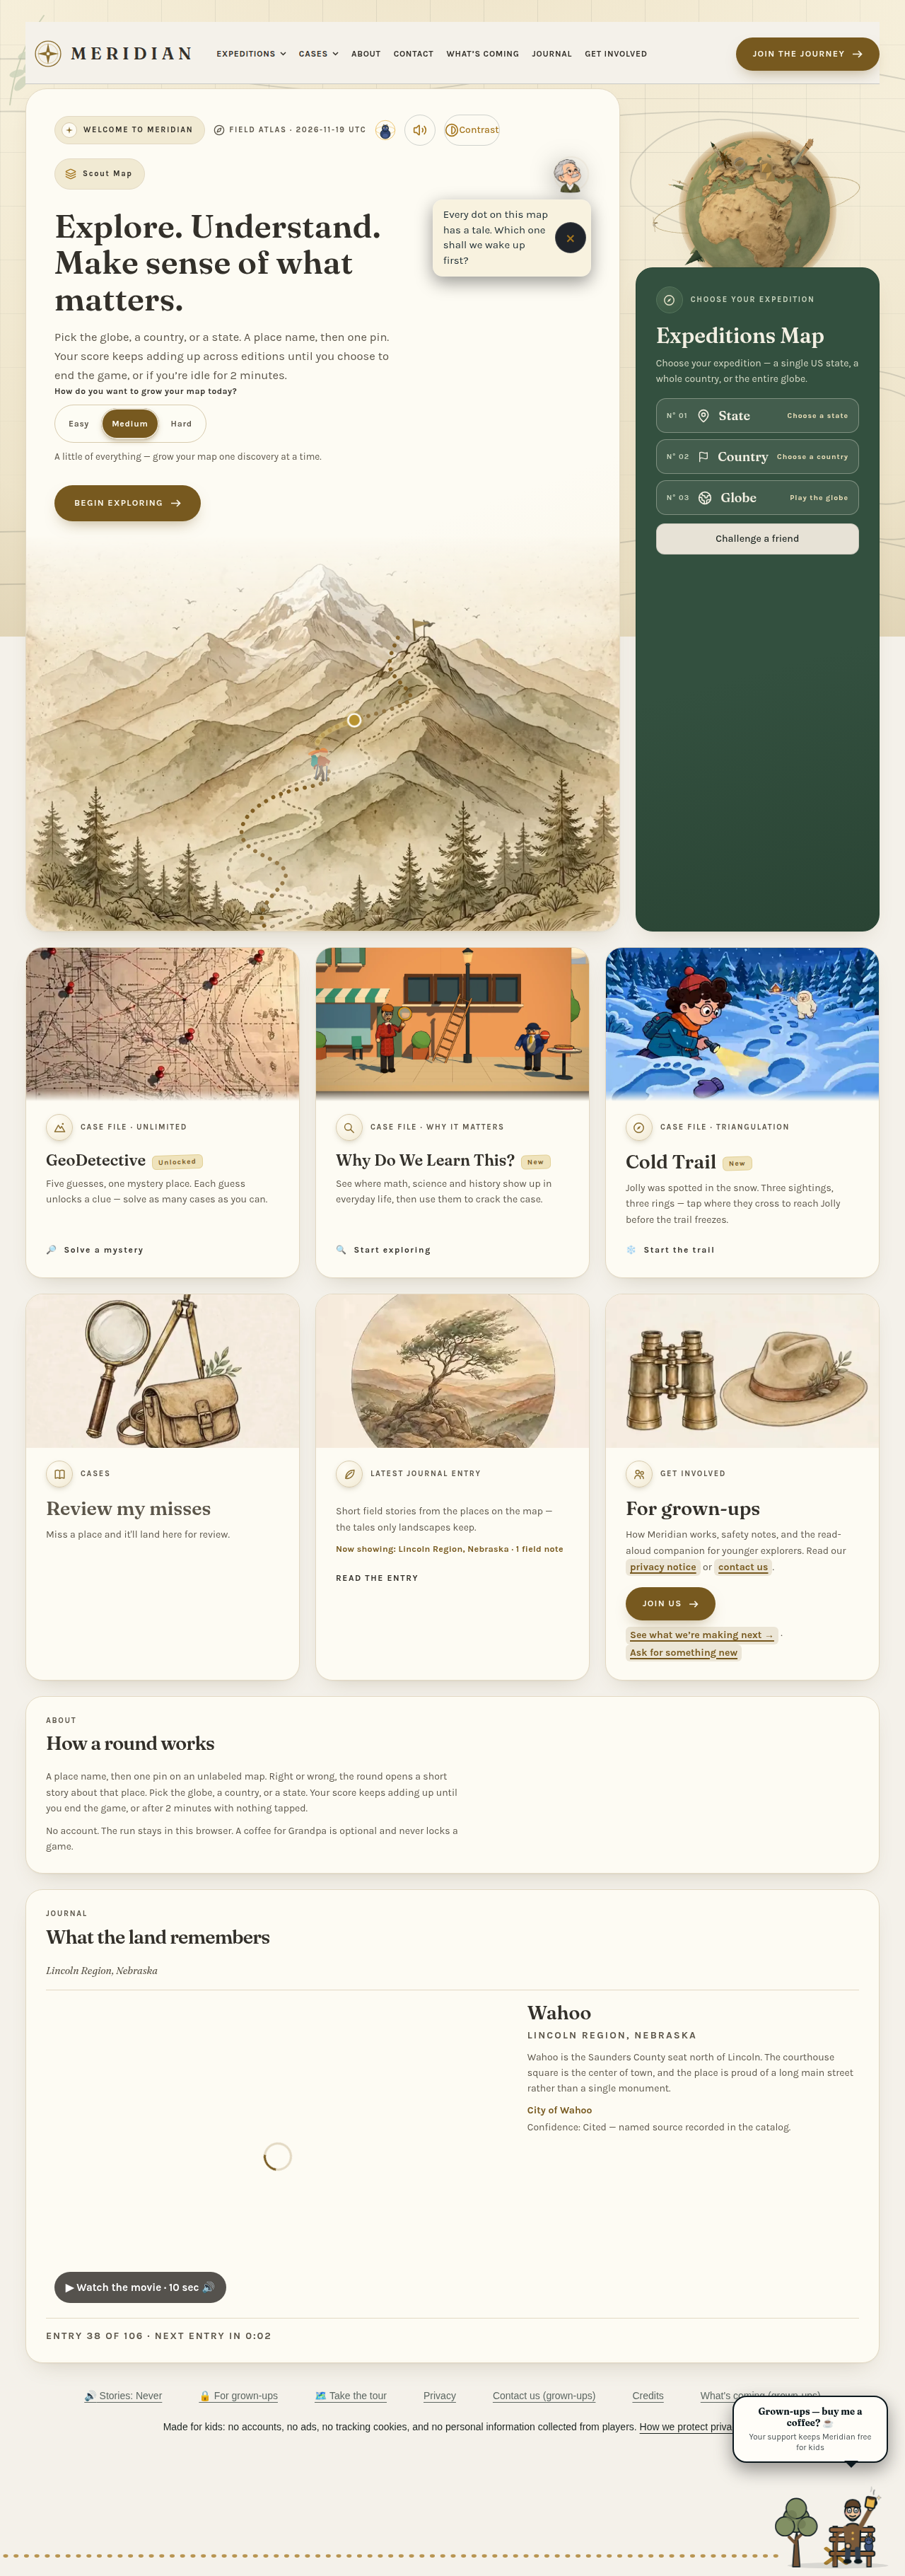 MERIDIAN
EXPEDITIONS CASES ABOUT CONTACT WHAT'S COMING JOURNAL GET INVOLVED
JOIN THE JOURNEY →
WELCOME TO MERIDIAN
FIELD ATLAS · 2026-11-19 UTC
Contrast
Scout Map
Every dot on this map
has a tale. Which one
shall we wake up
first?
×
Explore. Understand.
Make sense of what
matters.
Pick the globe, a country, or a state. A place name, then one pin.
Your score keeps adding up across editions until you choose to
end the game, or if you're idle for 2 minutes.
How do you want to grow your map today?
Easy Medium Hard
A little of everything — grow your map one discovery at a time.
BEGIN EXPLORING →
CHOOSE YOUR EXPEDITION
Expeditions Map
Choose your expedition — a single US state, a
whole country, or the entire globe.
N° 01 State Choose a state
N° 02 Country Choose a country
N° 03 Globe Play the globe
Challenge a friend
CASE FILE · UNLIMITED
GeoDetective Unlocked
Five guesses, one mystery place. Each guess
unlocks a clue — solve as many cases as you can.
🔎 Solve a mystery
CASE FILE · WHY IT MATTERS
Why Do We Learn This? New
See where math, science and history show up in
everyday life, then use them to crack the case.
🔍 Start exploring
CASE FILE · TRIANGULATION
Cold Trail New
Jolly was spotted in the snow. Three sightings,
three rings — tap where they cross to reach Jolly
before the trail freezes.
❄️ Start the trail
CASES
Review my misses
Miss a place and it'll land here for review.
LATEST JOURNAL ENTRY
Short field stories from the places on the map —
the tales only landscapes keep.
Now showing: Lincoln Region, Nebraska · 1 field note
READ THE ENTRY
GET INVOLVED
For grown-ups
How Meridian works, safety notes, and the read-
aloud companion for younger explorers. Read our
privacy notice or contact us.
JOIN US →
See what we're making next → ·
Ask for something new
ABOUT
How a round works
A place name, then one pin on an unlabeled map. Right or wrong, the round opens a short
story about that place. Pick the globe, a country, or a state. Your score keeps adding up until
you end the game, or after 2 minutes with nothing tapped.
No account. The run stays in this browser. A coffee for Grandpa is optional and never locks a
game.
JOURNAL
What the land remembers
Lincoln Region, Nebraska
Wahoo
LINCOLN REGION, NEBRASKA
Wahoo is the Saunders County seat north of Lincoln. The courthouse
square is the center of town, and the place is proud of a long main street
rather than a single monument.
City of Wahoo
Confidence: Cited — named source recorded in the catalog.
▶ Watch the movie · 10 sec 🔊
ENTRY 38 OF 106 · NEXT ENTRY IN 0:02
🔊 Stories: Never 🔒 For grown-ups 🗺️ Take the tour Privacy Contact us (grown-ups) Credits What's coming (grown-ups)
Made for kids: no accounts, no ads, no tracking cookies, and no personal information collected from players. How we protect priva
Grown-ups — buy me a
coffee? ☕
Your support keeps Meridian free
for kids